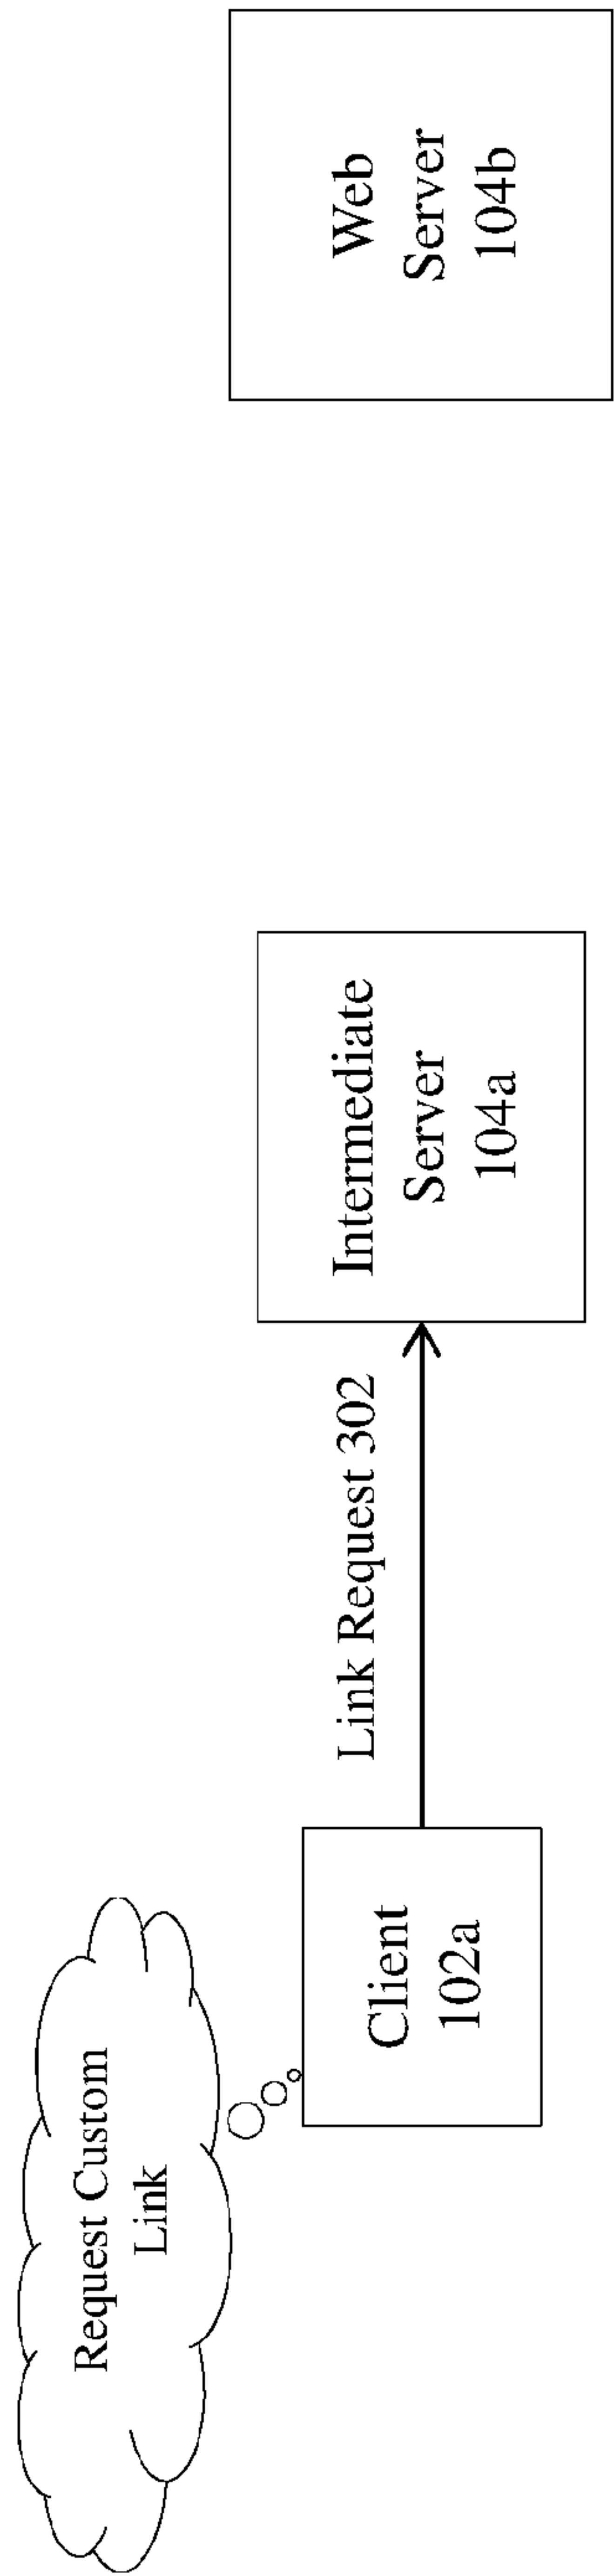 Request Custom
Link
Client
102a
Link Request 302
Intermediate
Server
104a
Web
Server
104b